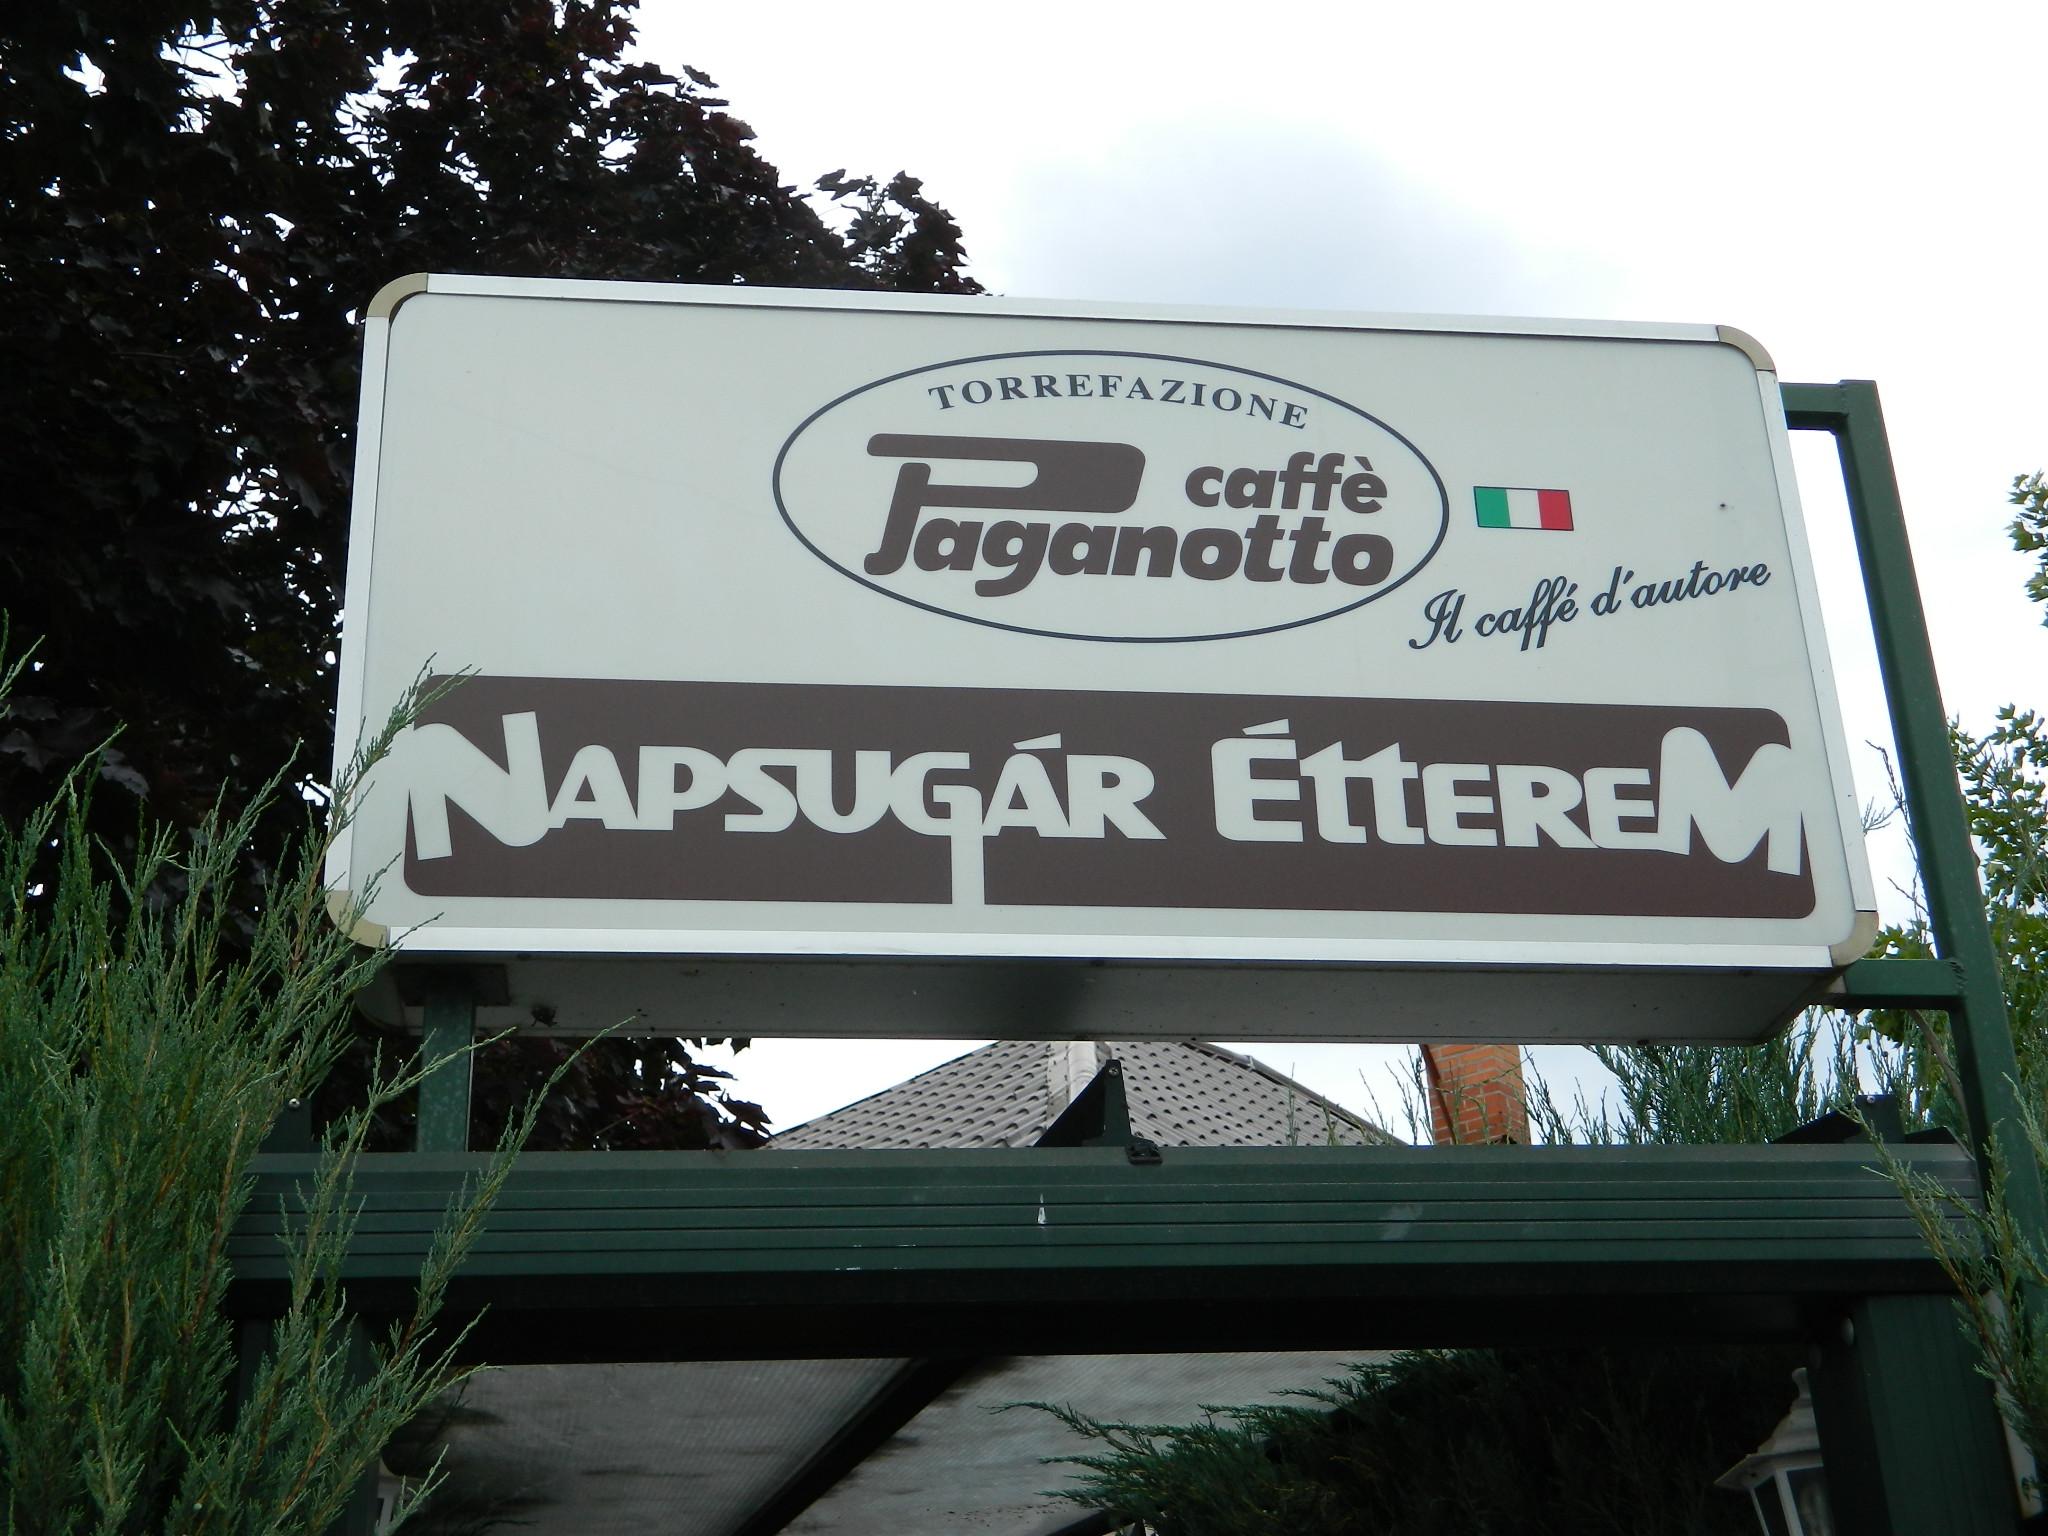 TORREFAZIONE
caffè
Paganotto
Il caffé d'autore
NAPSUGÁR ÉTTEREM